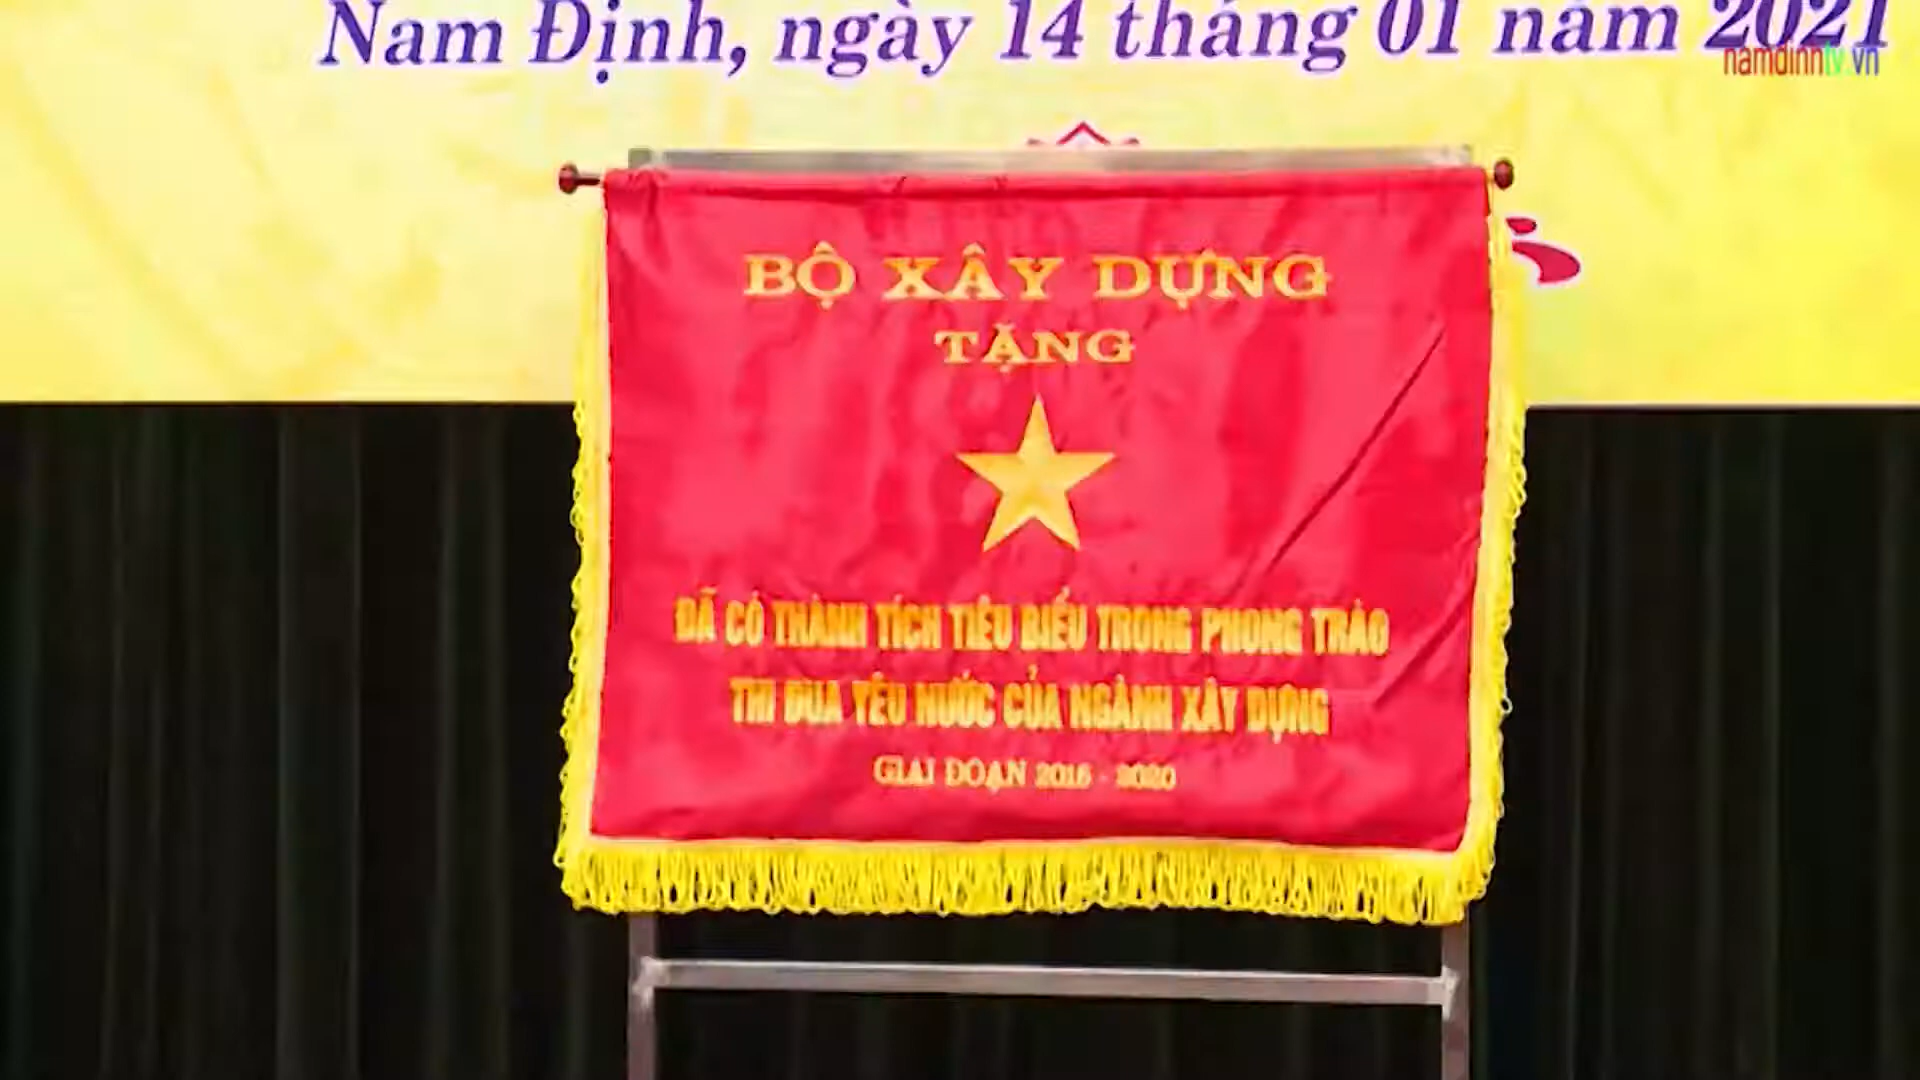 Nam Định, ngày 14 tháng 01 năm 2021
namdinhtv.vn
BỘ XÂY DỰNG
TẶNG
ĐÃ CÓ THÀNH TÍCH TIÊU BIỂU TRONG PHONG TRÀO
THI ĐUA YÊU NƯỚC CỦA NGÀNH XÂY DỰNG
GIAI ĐOẠN 2016 - 2020